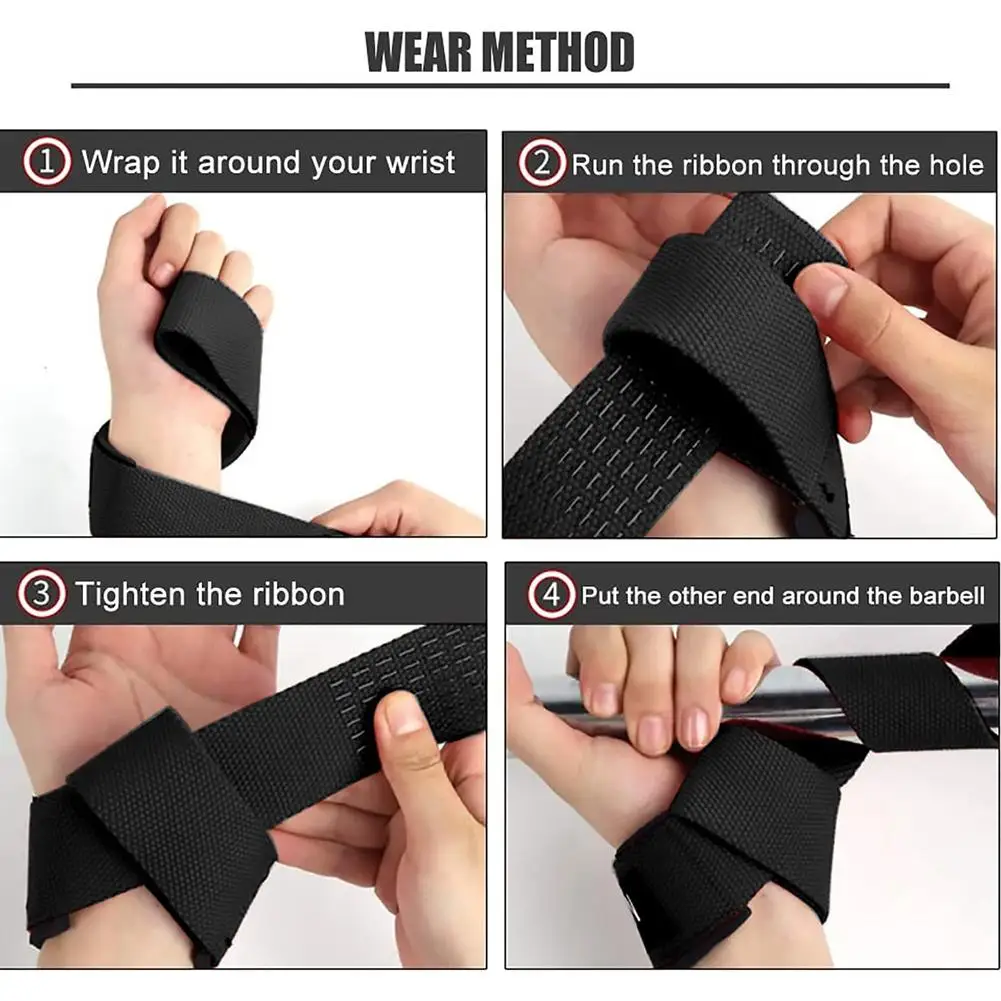 WEAR METHOD
1 Wrap it around your wrist
2 Run the ribbon through the hole
3 Tighten the ribbon
4 Put the other end around the barbell